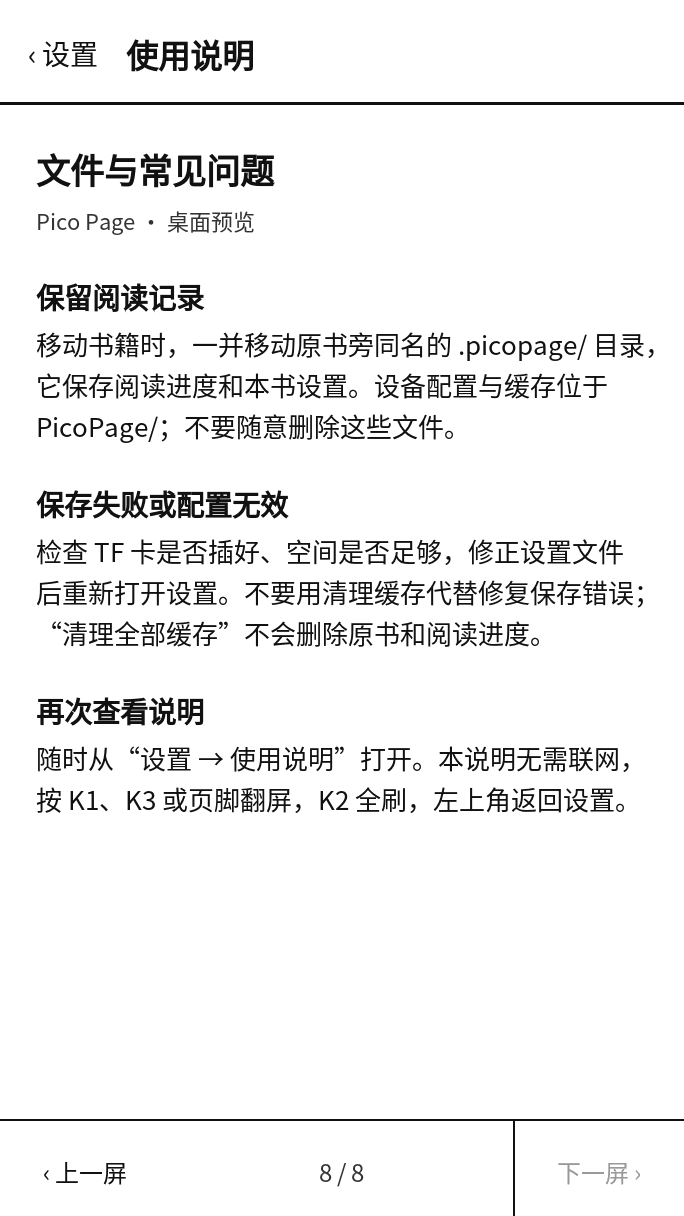 ‹ 设置 使用说明
文件与常见问题
Pico Page · 桌面预览
保留阅读记录
移动书籍时，一并移动原书旁同名的 .picopage/ 目录，
它保存阅读进度和本书设置。设备配置与缓存位于
PicoPage/；不要随意删除这些文件。
保存失败或配置无效
检查 TF 卡是否插好、空间是否足够，修正设置文件
后重新打开设置。不要用清理缓存代替修复保存错误；
“清理全部缓存”不会删除原书和阅读进度。
再次查看说明
随时从“设置 → 使用说明”打开。本说明无需联网，
按 K1、K3 或页脚翻屏，K2 全刷，左上角返回设置。
‹ 上一屏 8 / 8 下一屏 ›